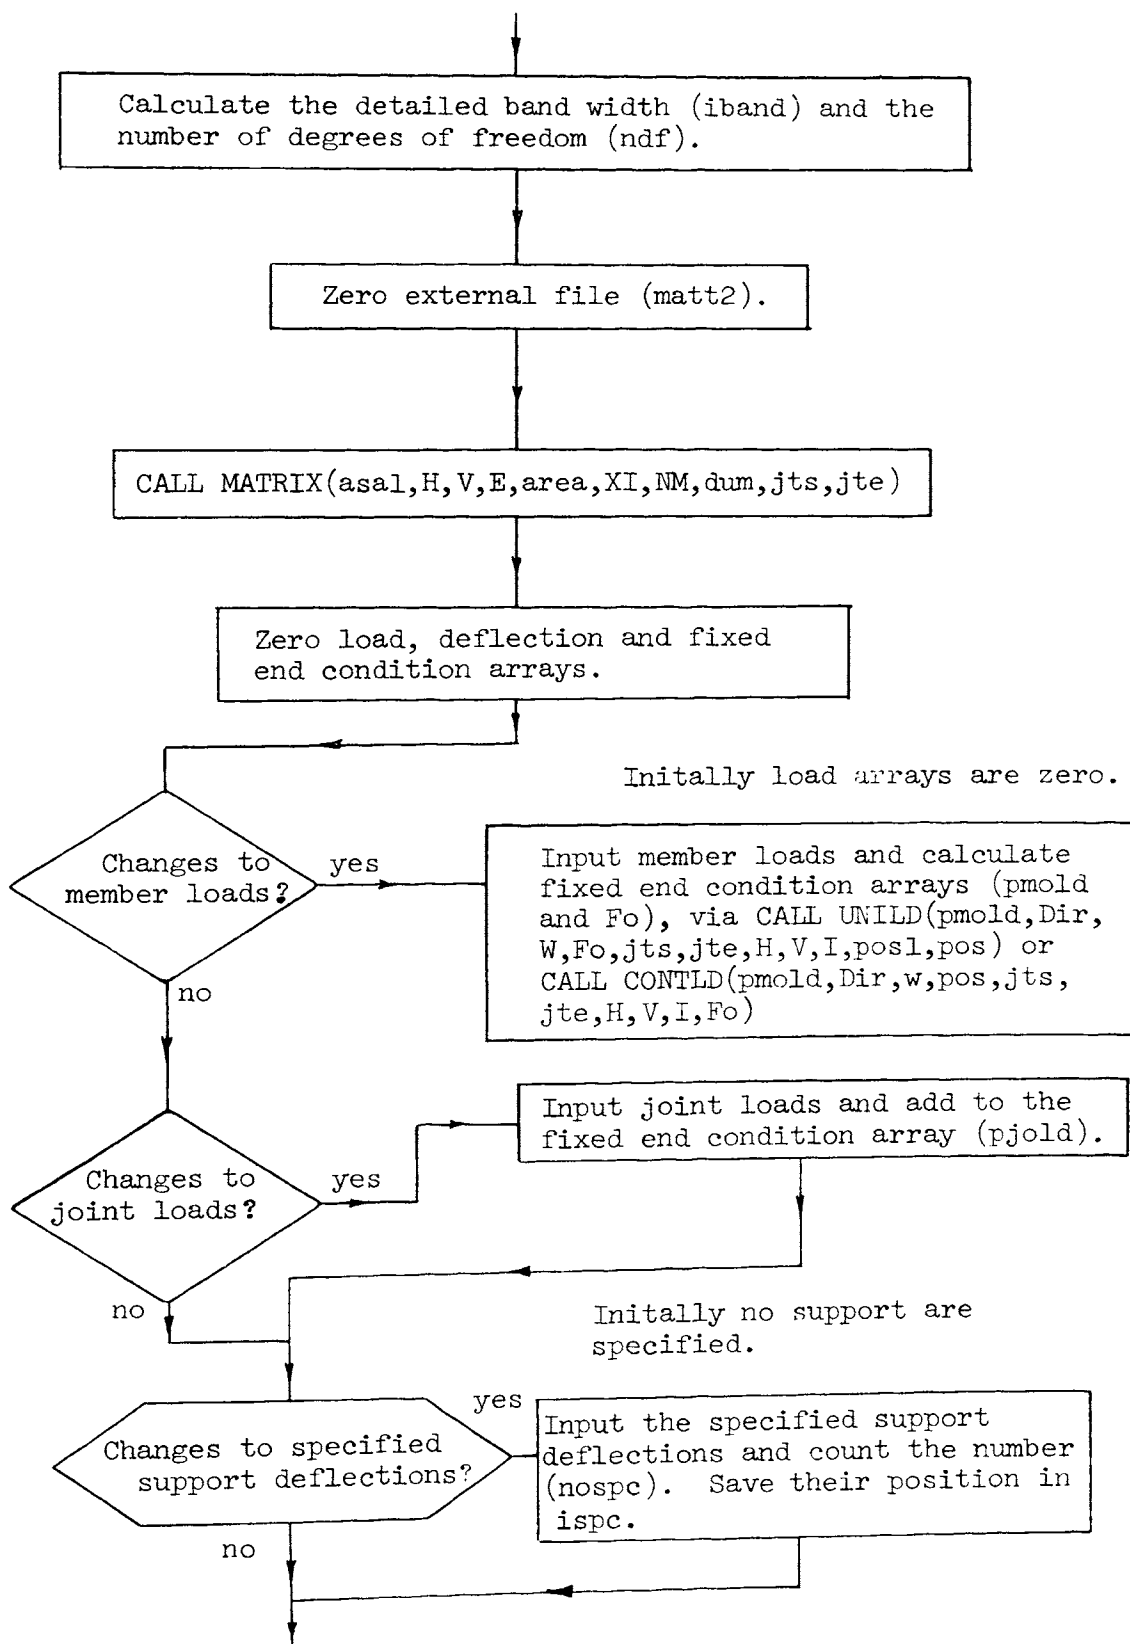 Calculate the detailed band width (iband) and the
number of degrees of freedom (ndf).
Zero external file (matt2).
CALL MATRIX(asal,H,V,E,area,XI,NM,dum,jts,jte)
Zero load, deflection and fixed
end condition arrays.
Initally load arrays are zero.
Changes to
member loads?
yes
Input member loads and calculate
fixed end condition arrays (pmold
and Fo), via CALL UNILD(pmold,Dir,
W,Fo,jts,jte,H,V,I,posl,pos) or
CALL CONTLD(pmold,Dir,w,pos,jts,
jte,H,V,I,Fo)
no
Input joint loads and add to the
fixed end condition array (pjold).
Changes to
joint loads?
yes
no
Initally no support are
specified.
Changes to specified
support deflections?
yes
Input the specified support
deflections and count the number
(nospc). Save their position in
ispc.
no